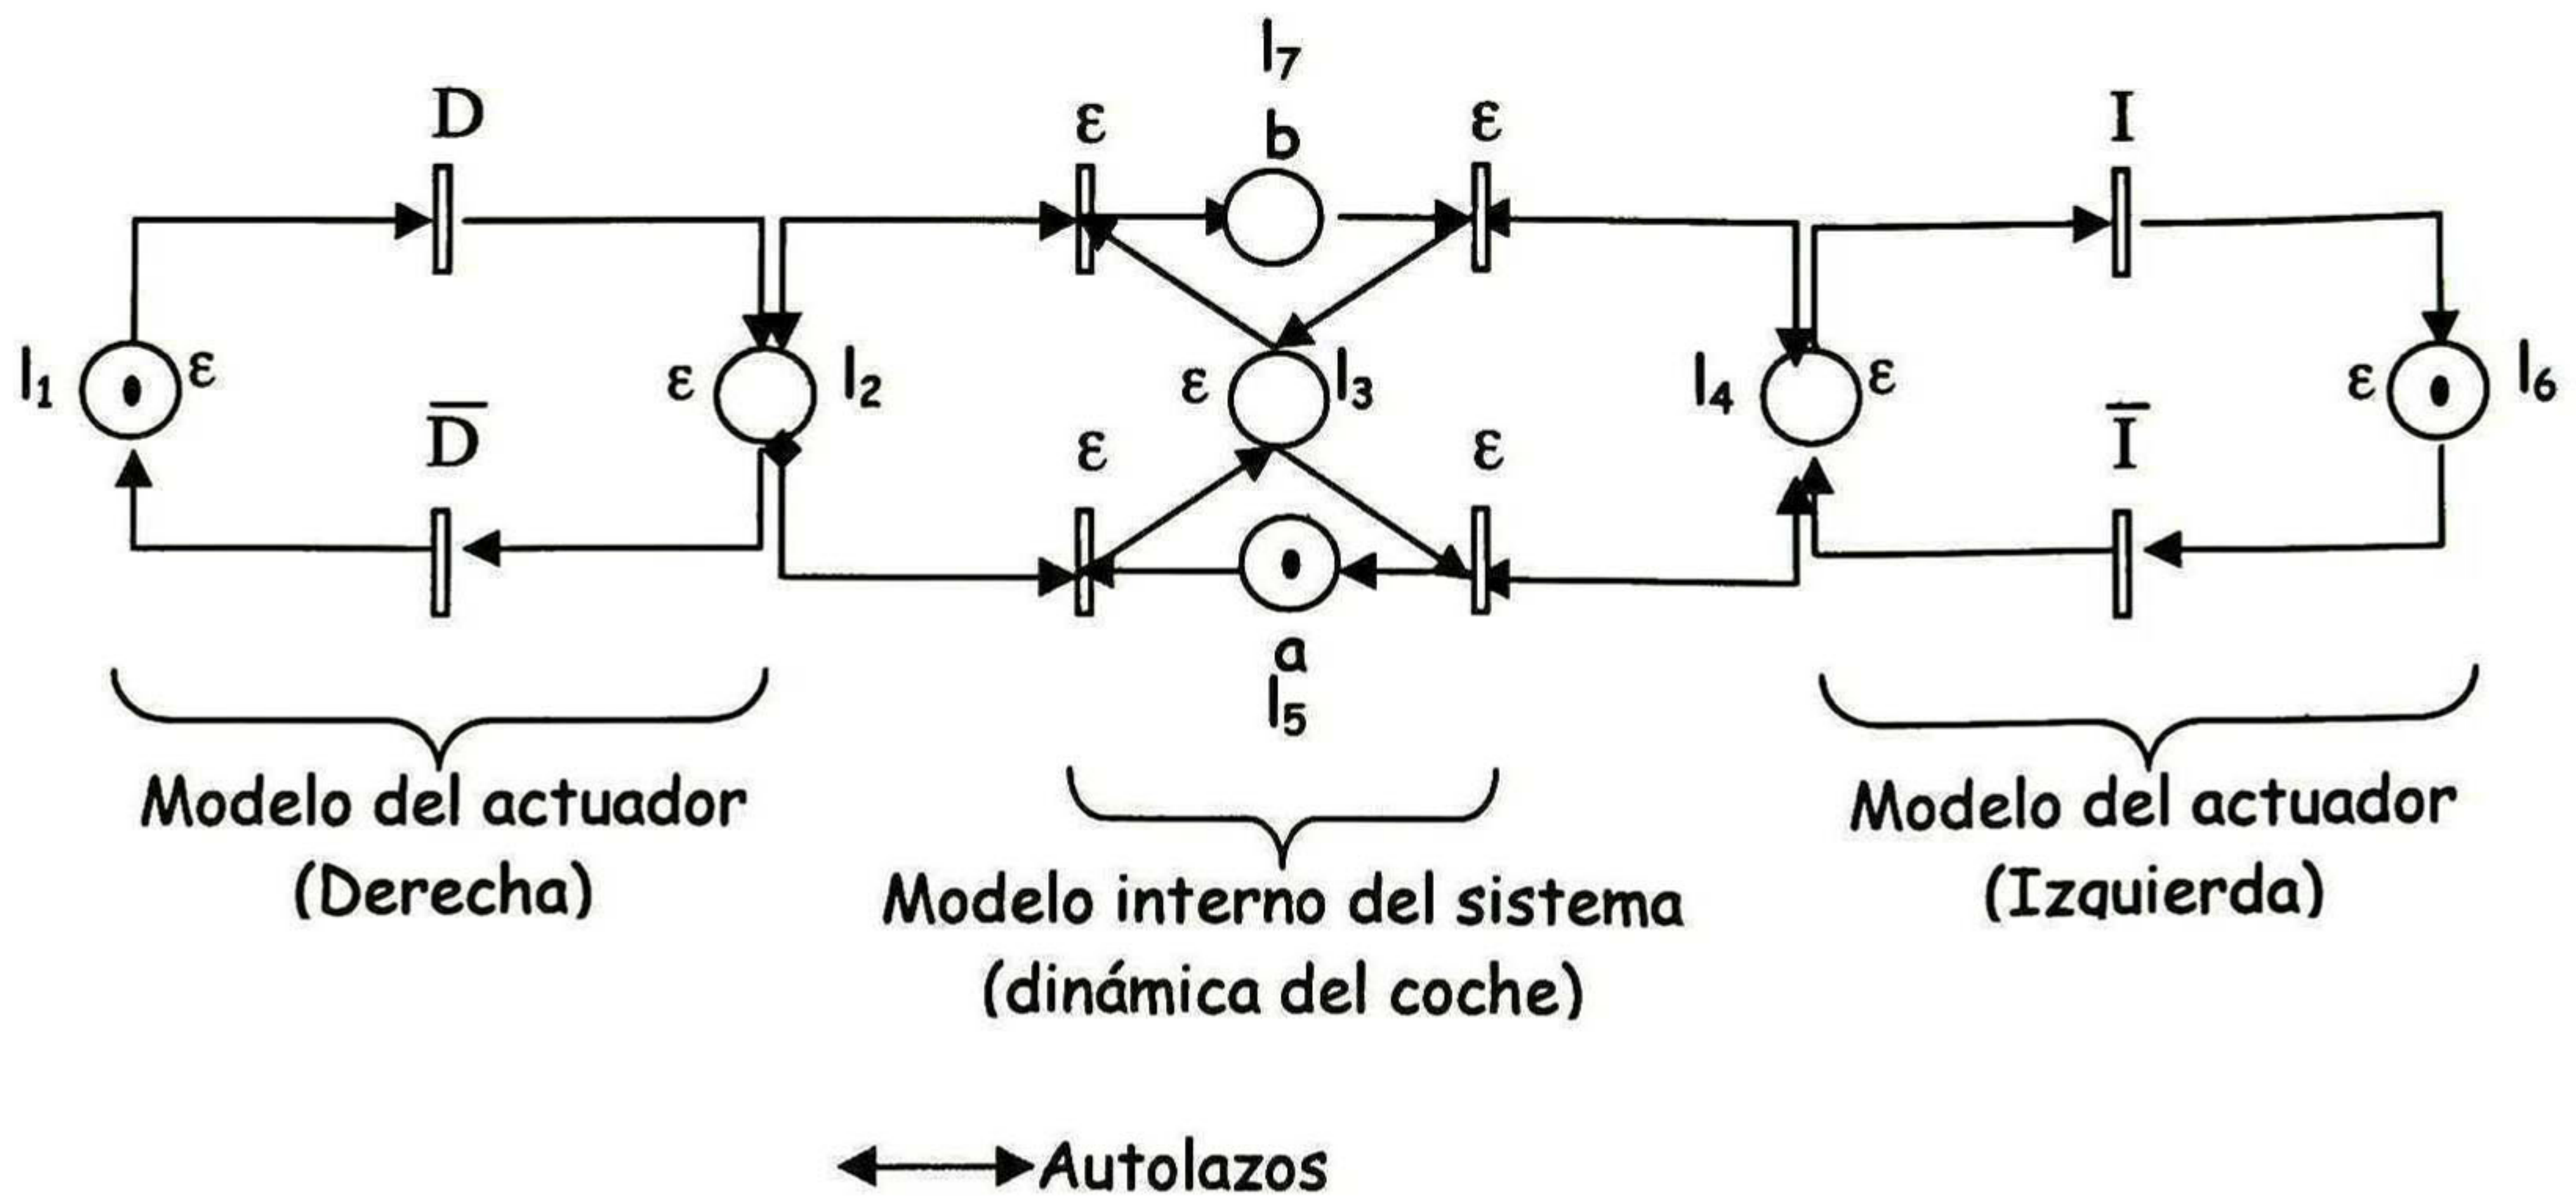 l7
D
ε
b
ε
I
l1
ε
ε
l2
ε
l3
l4
ε
ε
l6
D̅
ε
ε
I̅
a
l5
Modelo del actuador
(Derecha)
Modelo interno del sistema
(dinámica del coche)
Modelo del actuador
(Izquierda)
Autolazos